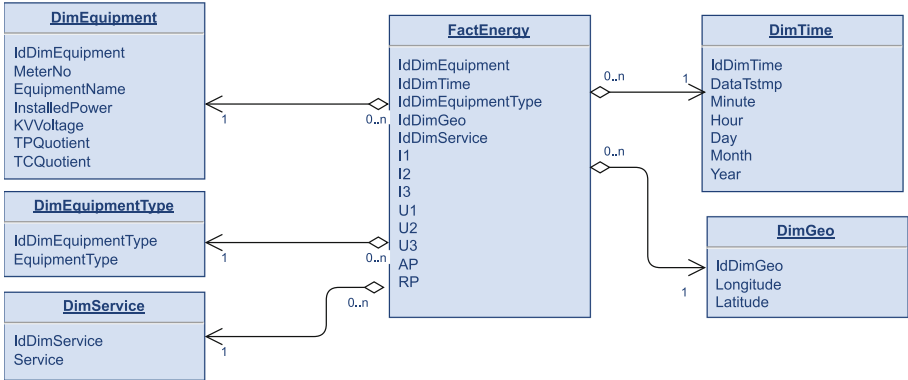 DimEquipment
IdDimEquipment
MeterNo
EquipmentName
InstalledPower
KVVoltage
TPQuotient
TCQuotient
DimEquipmentType
IdDimEquipmentType
EquipmentType
DimService
IdDimService
Service
1
0..n
1
0..n
1
0..n
FactEnergy
IdDimEquipment
IdDimTime
IdDimEquipmentType
IdDimGeo
IdDimService
I1
I2
I3
U1
U2
U3
AP
RP
0..n
1
0..n
1
DimTime
IdDimTime
DataTstmp
Minute
Hour
Day
Month
Year
DimGeo
IdDimGeo
Longitude
Latitude